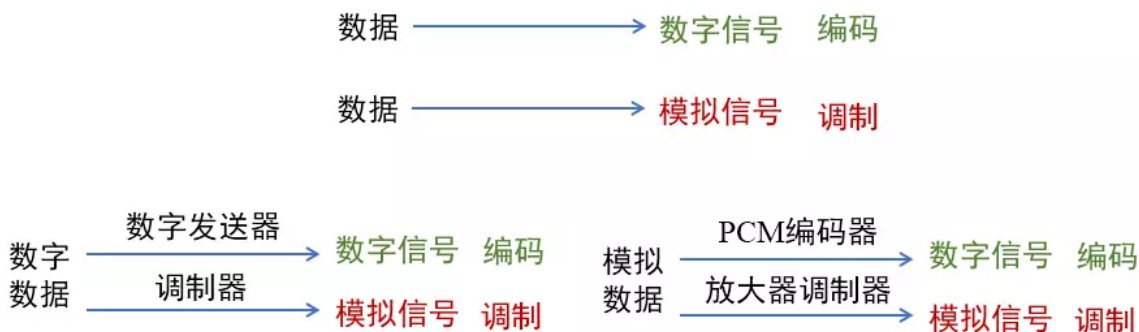 数据 数字信号 编码
数据 模拟信号 调制
数字发送器
数字
数据
数字信号 编码
调制器
模拟信号 调制
PCM编码器
模拟
数据
数字信号 编码
放大器调制器
模拟信号 调制